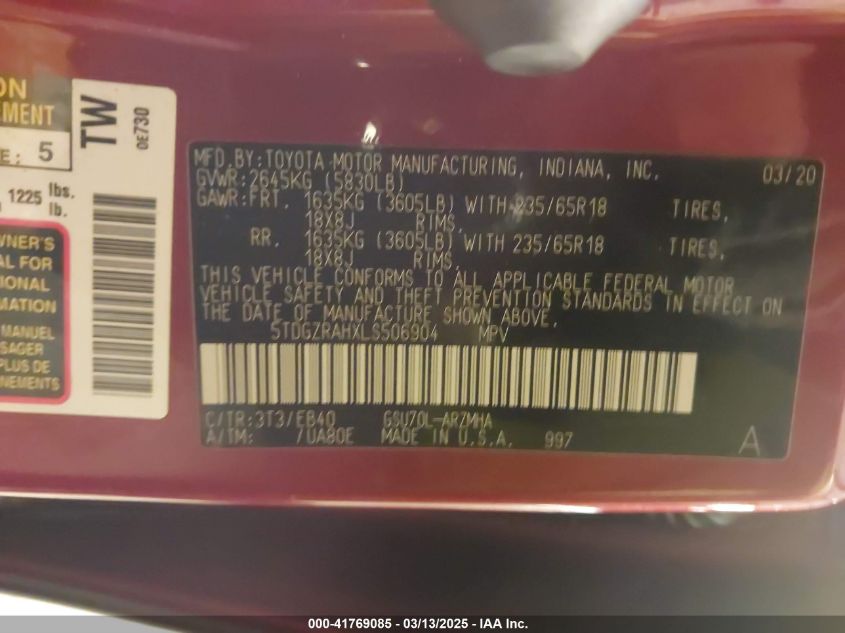 ON
EMENT
E: 5
1225 lbs.
lb.
WNER'S
AL FOR
IONAL
RMATION
MANUEL
SAGER
PLUS DE
GNEMENTS
TW
0E730
MFD.BY:TOYOTA MOTOR MANUFACTURING, INDIANA, INC. 03/20
GVWR:2645KG (5830LB)
GAWR:FRT. 1635KG (3605LB) WITH 235/65R18 TIRES,
18X8J RIMS,
RR. 1635KG (3605LB) WITH 235/65R18 TIRES,
18X8J RIMS,
THIS VEHICLE CONFORMS TO ALL APPLICABLE FEDERAL MOTOR
VEHICLE SAFETY AND THEFT PREVENTION STANDARDS IN EFFECT ON
THE DATE OF MANUFACTURE SHOWN ABOVE.
5TDGZRAHXLS506904 MPV
C/TR:3T3/EB40 GSU70L-ARZMHA
A/TM: /UA80E MADE IN U.S.A. 997
A
000-41769085 - 03/13/2025 - IAA Inc.